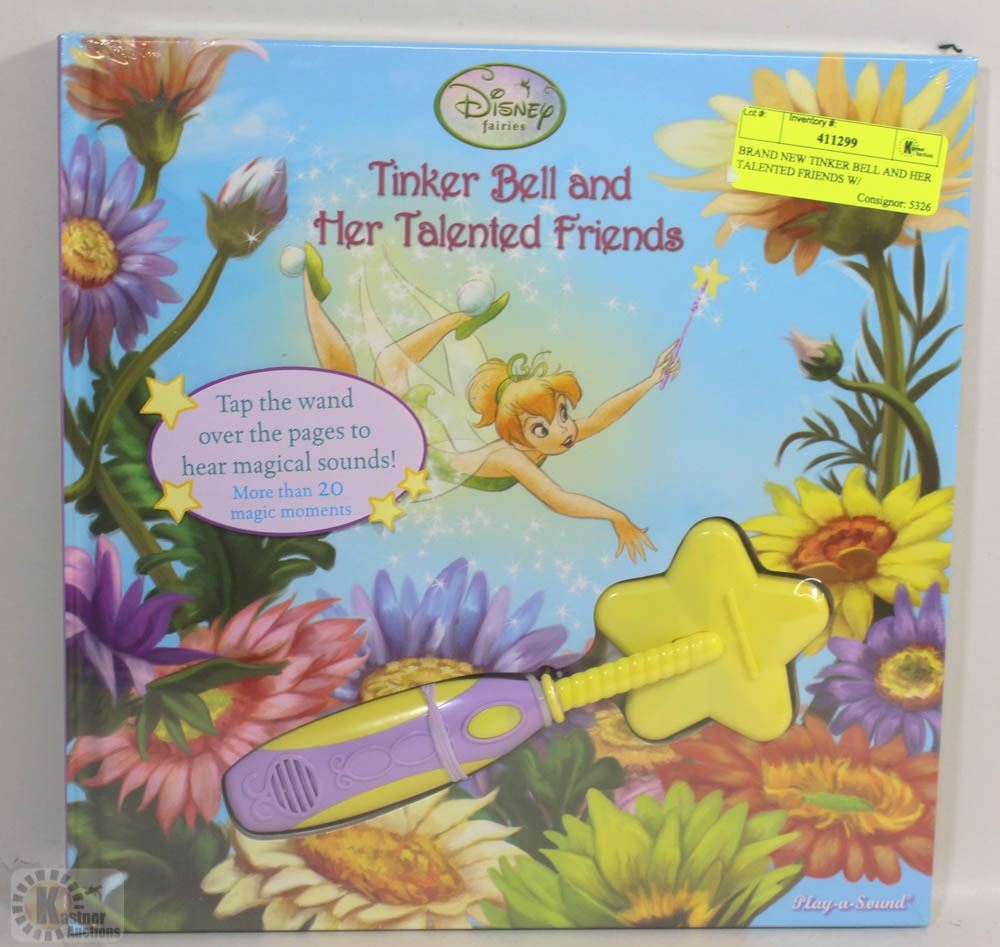 Disney
fairies
Tinker Bell and
Her Talented Friends
Lot #:
Inventory #:
411299
Kastner
Auctions
BRAND NEW TINKER BELL AND HER
TALENTED FRIENDS W/
Consignor: 5326
Tap the wand
over the pages to
hear magical sounds!
More than 20
magic moments
Play-a-Sound
Kastner
Auctions